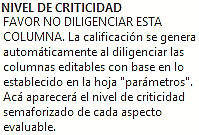 NIVEL DE CRITICIDAD
FAVOR NO DILIGENCIAR ESTA
COLUMNA. La calificación se genera
automáticamente al diligenciar las
columnas editables con base en lo
establecido en la hoja "parámetros".
Acá aparecerá el nivel de criticidad
semaforizado de cada aspecto
evaluable.